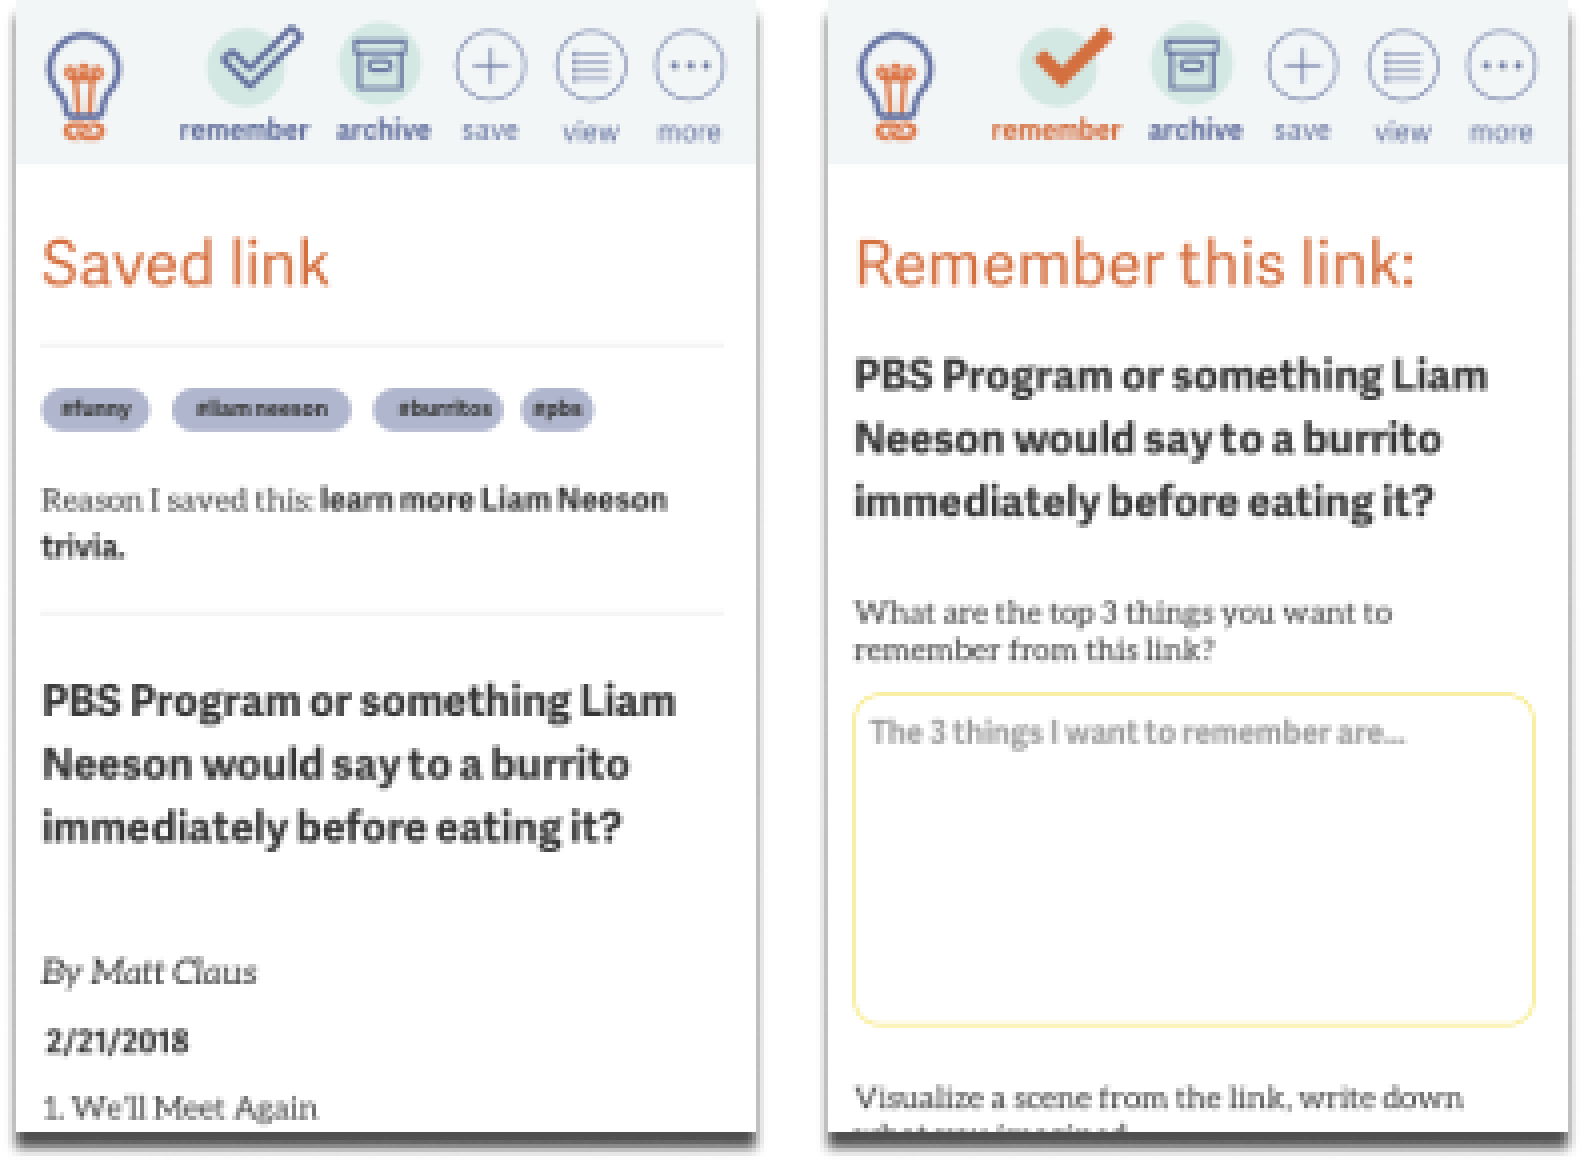 remember archive save view more
Saved link
#funny #liam neeson #burritos #pbs
Reason I saved this: learn more Liam Neeson
trivia.
PBS Program or something Liam
Neeson would say to a burrito
immediately before eating it?
By Matt Claus
2/21/2018
1. We'll Meet Again
remember archive save view more
Remember this link:
PBS Program or something Liam
Neeson would say to a burrito
immediately before eating it?
What are the top 3 things you want to
remember from this link?
The 3 things I want to remember are...
Visualize a scene from the link, write down
what you imagined